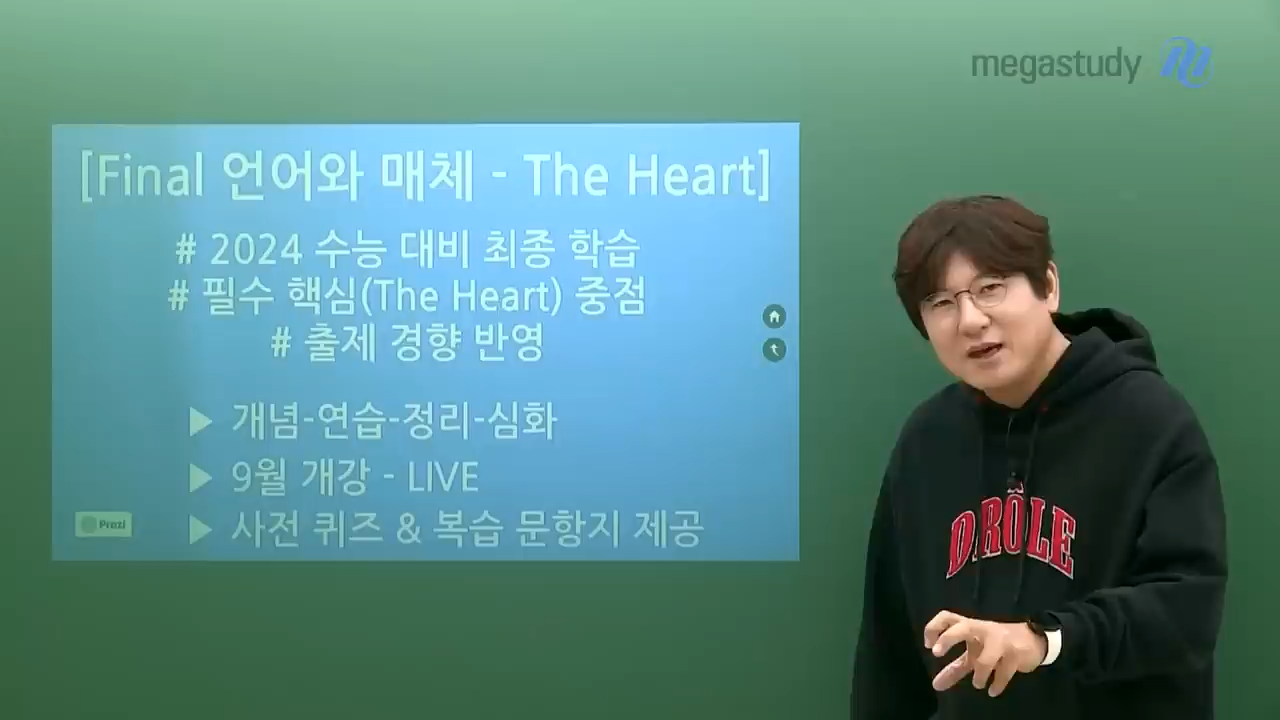 megastudy
[Final 언어와 매체 - The Heart]
# 2024 수능 대비 최종 학습
# 필수 핵심(The Heart) 중점
# 출제 경향 반영
▶ 개념-연습-정리-심화
▶ 9월 개강 - LIVE
▶ 사전 퀴즈 & 복습 문항지 제공
Prezi
DRÔLE